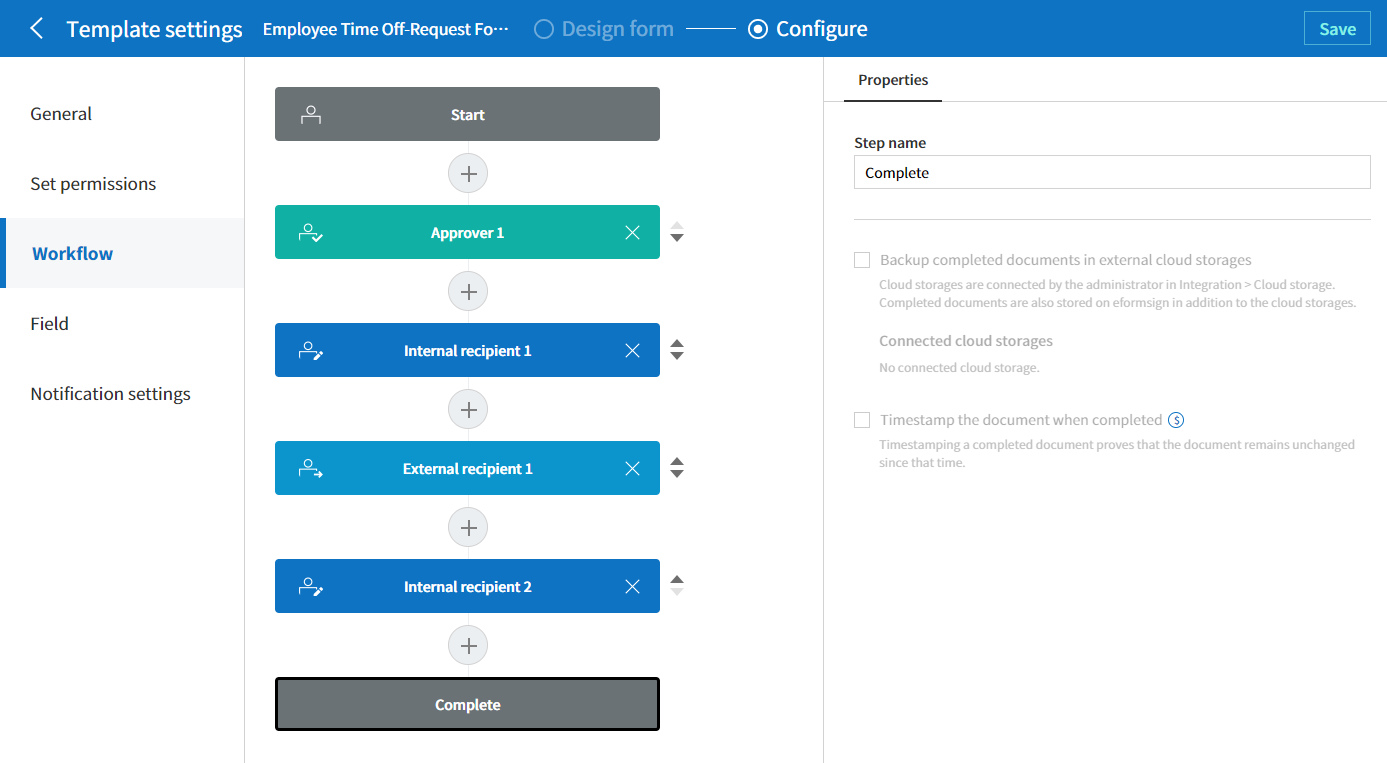 Template settings Employee Time Off-Request Fo··· Design form Configure Save
General
Set permissions
Workflow
Field
Notification settings
Start
Approver 1
Internal recipient 1
External recipient 1
Internal recipient 2
Complete
Properties
Step name
Complete
Backup completed documents in external cloud storages
Cloud storages are connected by the administrator in Integration > Cloud storage.
Completed documents are also stored on eformsign in addition to the cloud storages.
Connected cloud storages
No connected cloud storage.
Timestamp the document when completed $
Timestamping a completed document proves that the document remains unchanged
since that time.